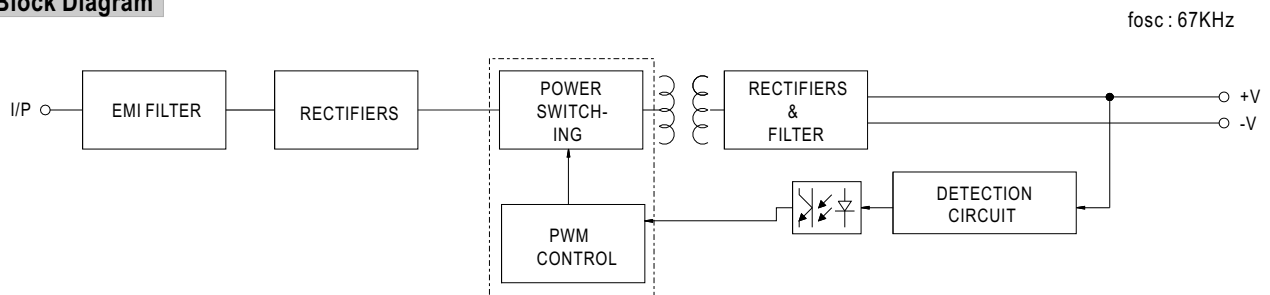 Block Diagram
fosc : 67KHz
I/P
EMI FILTER
RECTIFIERS
POWER
SWITCH-
ING
RECTIFIERS
&
FILTER
+V
-V
DETECTION
CIRCUIT
PWM
CONTROL